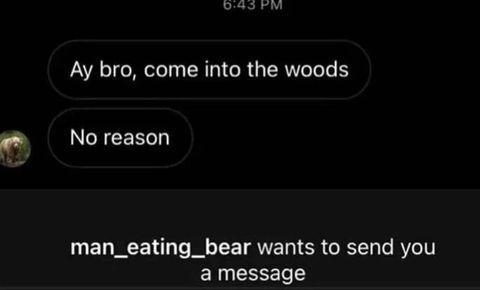 6:43 PM
Ay bro, come into the woods
No reason
man_eating_bear wants to send you
a message